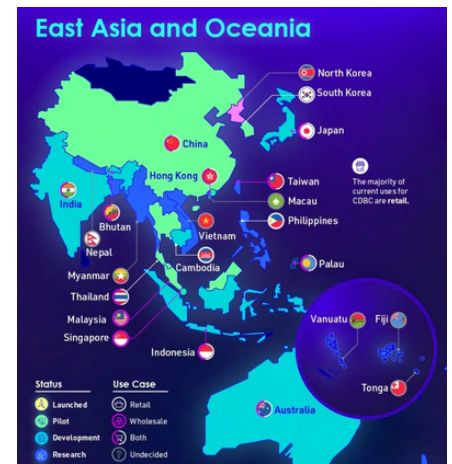 East Asia and Oceania
North Korea
South Korea
China
Japan
Hong Kong
Taiwan
The majority of
current uses for
CDBC are retail.
India
Macau
Bhutan
Philippines
Vietnam
Nepal
Cambodia
Myanmar
Palau
Thailand
Malaysia
Vanuatu
Fiji
Singapore
Indonesia
Tonga
Status
Use Case
Launched
Retail
Pilot
Wholesale
Australia
Development
Both
Research
?
Undecided